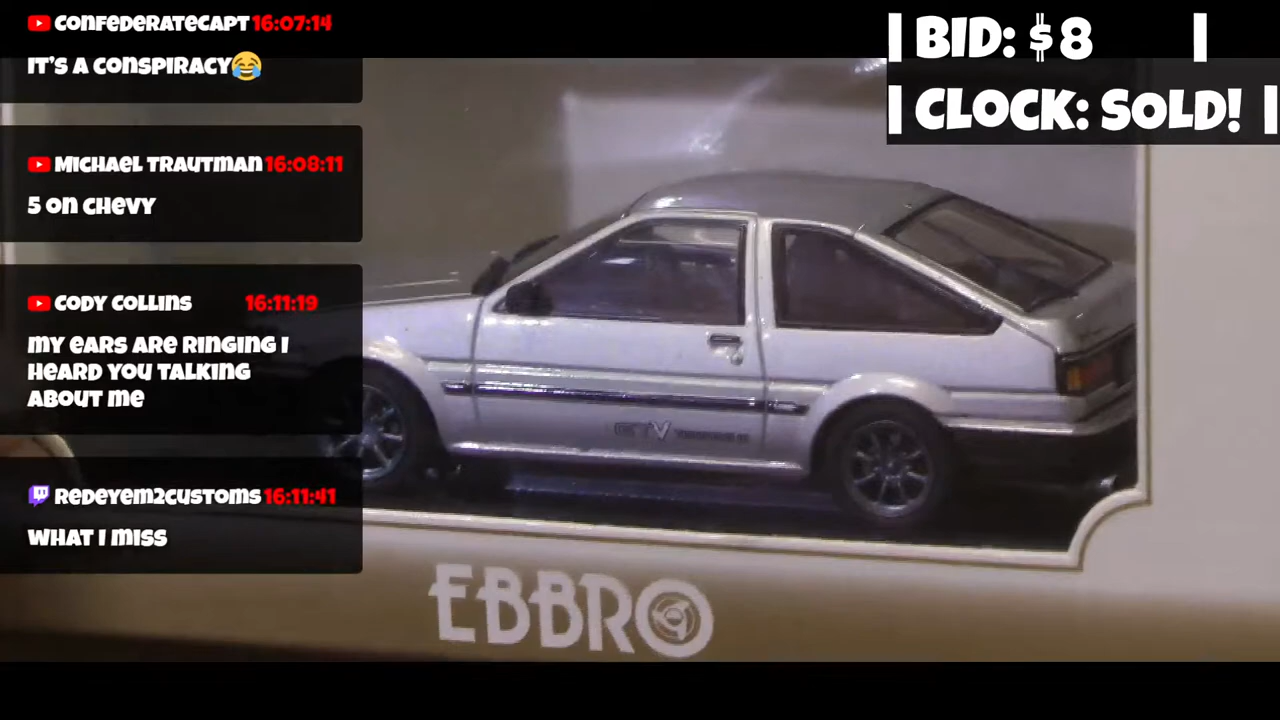 CONFEDERATECAPT 16:07:14
IT'S A CONSPIRACY😂
MICHAEL TRAUTMAN 16:08:11
5 ON CHEVY
CODY COLLINS 16:11:19
MY EARS ARE RINGING I
HEARD YOU TALKING
ABOUT ME
REDEYEM2CUSTOMS 16:11:41
WHAT I MISS
| BID: $8 |
| CLOCK: SOLD! |
GTV
EBBRO